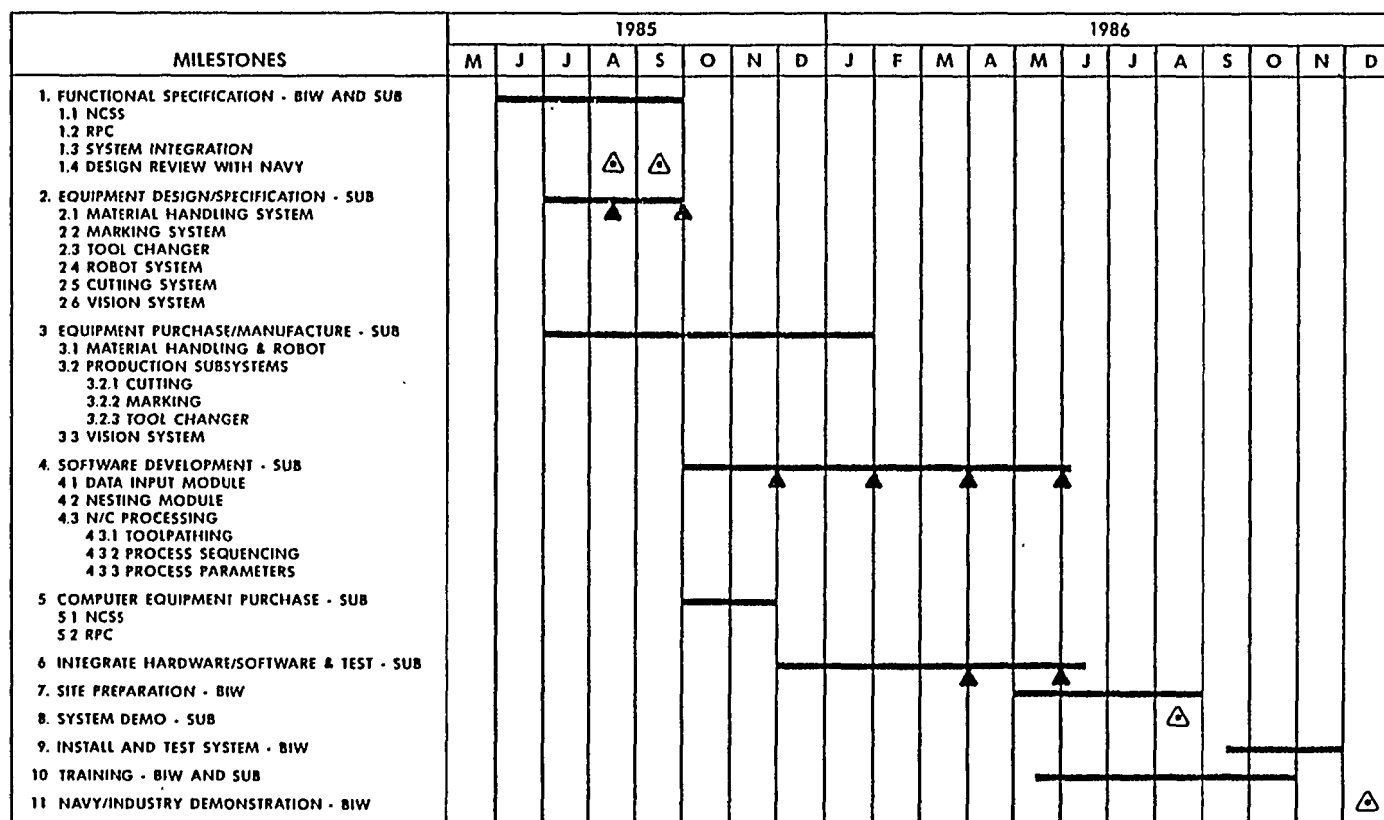 1985 1986
MILESTONES M J J A S O N D J F M A M J J A S O N D
1. FUNCTIONAL SPECIFICATION - BIW AND SUB
1.1 NCSS
1.2 RPC
1.3 SYSTEM INTEGRATION
1.4 DESIGN REVIEW WITH NAVY
2. EQUIPMENT DESIGN/SPECIFICATION - SUB
2.1 MATERIAL HANDLING SYSTEM
2 2 MARKING SYSTEM
2.3 TOOL CHANGER
2 4 ROBOT SYSTEM
2 5 CUTTING SYSTEM
2 6 VISION SYSTEM
3 EQUIPMENT PURCHASE/MANUFACTURE - SUB
3.1 MATERIAL HANDLING & ROBOT
3.2 PRODUCTION SUBSYSTEMS
3.2.1 CUTTING
3.2.2 MARKING
3.2.3 TOOL CHANGER
3 3 VISION SYSTEM
4. SOFTWARE DEVELOPMENT - SUB
4 1 DATA INPUT MODULE
4 2 NESTING MODULE
4.3 N/C PROCESSING
4 3.1 TOOLPATHING
4 3 2 PROCESS SEQUENCING
4 3 3 PROCESS PARAMETERS
5 COMPUTER EQUIPMENT PURCHASE - SUB
5 1 NCSS
5 2 RPC
6 INTEGRATE HARDWARE/SOFTWARE & TEST - SUB
7. SITE PREPARATION - BIW
8. SYSTEM DEMO - SUB
9. INSTALL AND TEST SYSTEM - BIW
10 TRAINING - BIW AND SUB
11 NAVY/INDUSTRY DEMONSTRATION - BIW